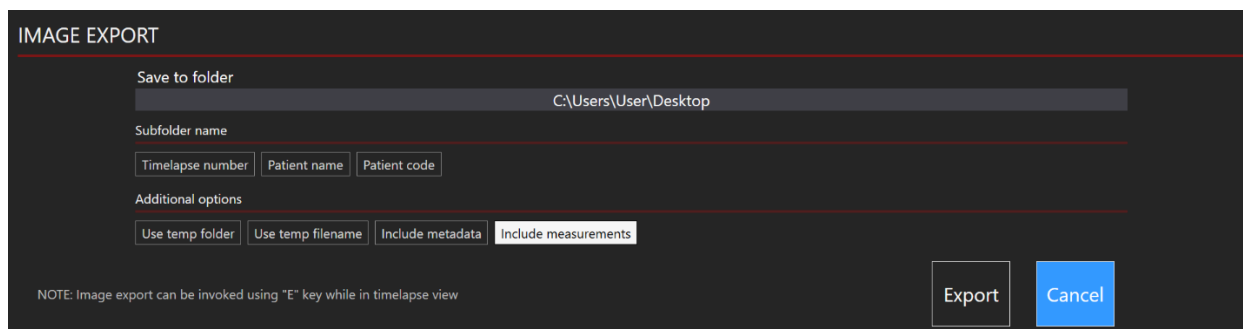 IMAGE EXPORT
Save to folder
C:\Users\User\Desktop
Subfolder name
Timelapse number Patient name Patient code
Additional options
Use temp folder Use temp filename Include metadata Include measurements
NOTE: Image export can be invoked using "E" key while in timelapse view
Export Cancel